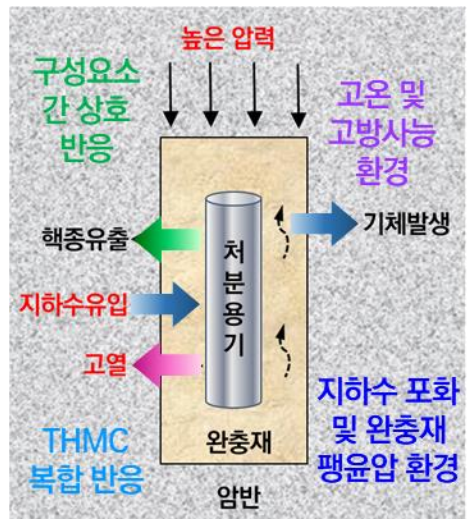 높은 압력
구성요소
간 상호
반응
고온 및
고방사능
환경
핵종유출
기체발생
처분용기
지하수유입
고열
지하수 포화
및 완충재
팽윤압 환경
THMC
복합 반응
완충재
암반